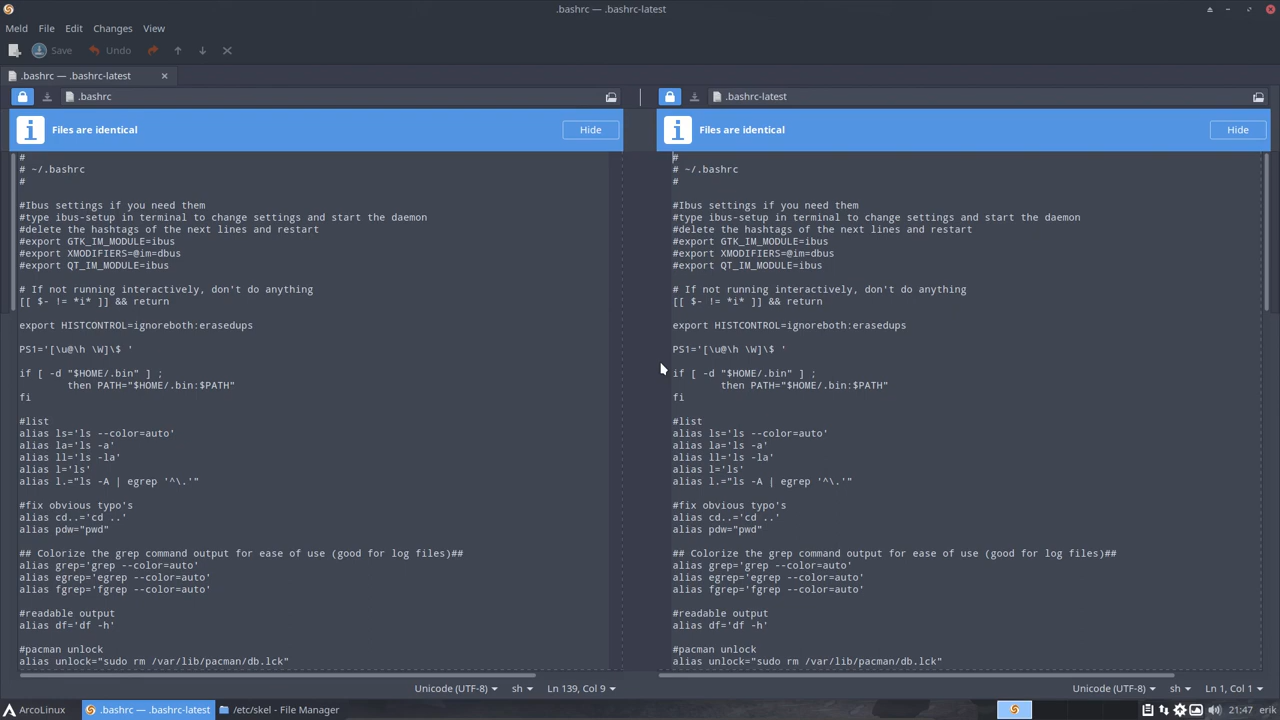 .bashrc — .bashrc-latest
Meld File Edit Changes View
Save Undo
.bashrc — .bashrc-latest
.bashrc
Files are identical
Hide
#
# ~/.bashrc
#
#Ibus settings if you need them
#type ibus-setup in terminal to change settings and start the daemon
#delete the hashtags of the next lines and restart
#export GTK_IM_MODULE=ibus
#export XMODIFIERS=@im=dbus
#export QT_IM_MODULE=ibus
# If not running interactively, don't do anything
[[ $- != *i* ]] && return
export HISTCONTROL=ignoreboth:erasedups
PS1='[\u@\h \W]\$ '
if [ -d "$HOME/.bin" ] ;
then PATH="$HOME/.bin:$PATH"
fi
#list
alias ls='ls --color=auto'
alias la='ls -a'
alias ll='ls -la'
alias l='ls'
alias l.="ls -A | egrep '^\.'"
#fix obvious typo's
alias cd..='cd ..'
alias pdw="pwd"
## Colorize the grep command output for ease of use (good for log files)##
alias grep='grep --color=auto'
alias egrep='egrep --color=auto'
alias fgrep='fgrep --color=auto'
#readable output
alias df='df -h'
#pacman unlock
alias unlock="sudo rm /var/lib/pacman/db.lck"
Unicode (UTF-8) sh Ln 139, Col 9
.bashrc-latest
Files are identical
Hide
#
# ~/.bashrc
#
#Ibus settings if you need them
#type ibus-setup in terminal to change settings and start the daemon
#delete the hashtags of the next lines and restart
#export GTK_IM_MODULE=ibus
#export XMODIFIERS=@im=dbus
#export QT_IM_MODULE=ibus
# If not running interactively, don't do anything
[[ $- != *i* ]] && return
export HISTCONTROL=ignoreboth:erasedups
PS1='[\u@\h \W]\$ '
if [ -d "$HOME/.bin" ] ;
then PATH="$HOME/.bin:$PATH"
fi
#list
alias ls='ls --color=auto'
alias la='ls -a'
alias ll='ls -la'
alias l='ls'
alias l.="ls -A | egrep '^\.'"
#fix obvious typo's
alias cd..='cd ..'
alias pdw="pwd"
## Colorize the grep command output for ease of use (good for log files)##
alias grep='grep --color=auto'
alias egrep='egrep --color=auto'
alias fgrep='fgrep --color=auto'
#readable output
alias df='df -h'
#pacman unlock
alias unlock="sudo rm /var/lib/pacman/db.lck"
Unicode (UTF-8) sh Ln 1, Col 1
ArcoLinux .bashrc — .bashrc-latest /etc/skel - File Manager 21:47 erik